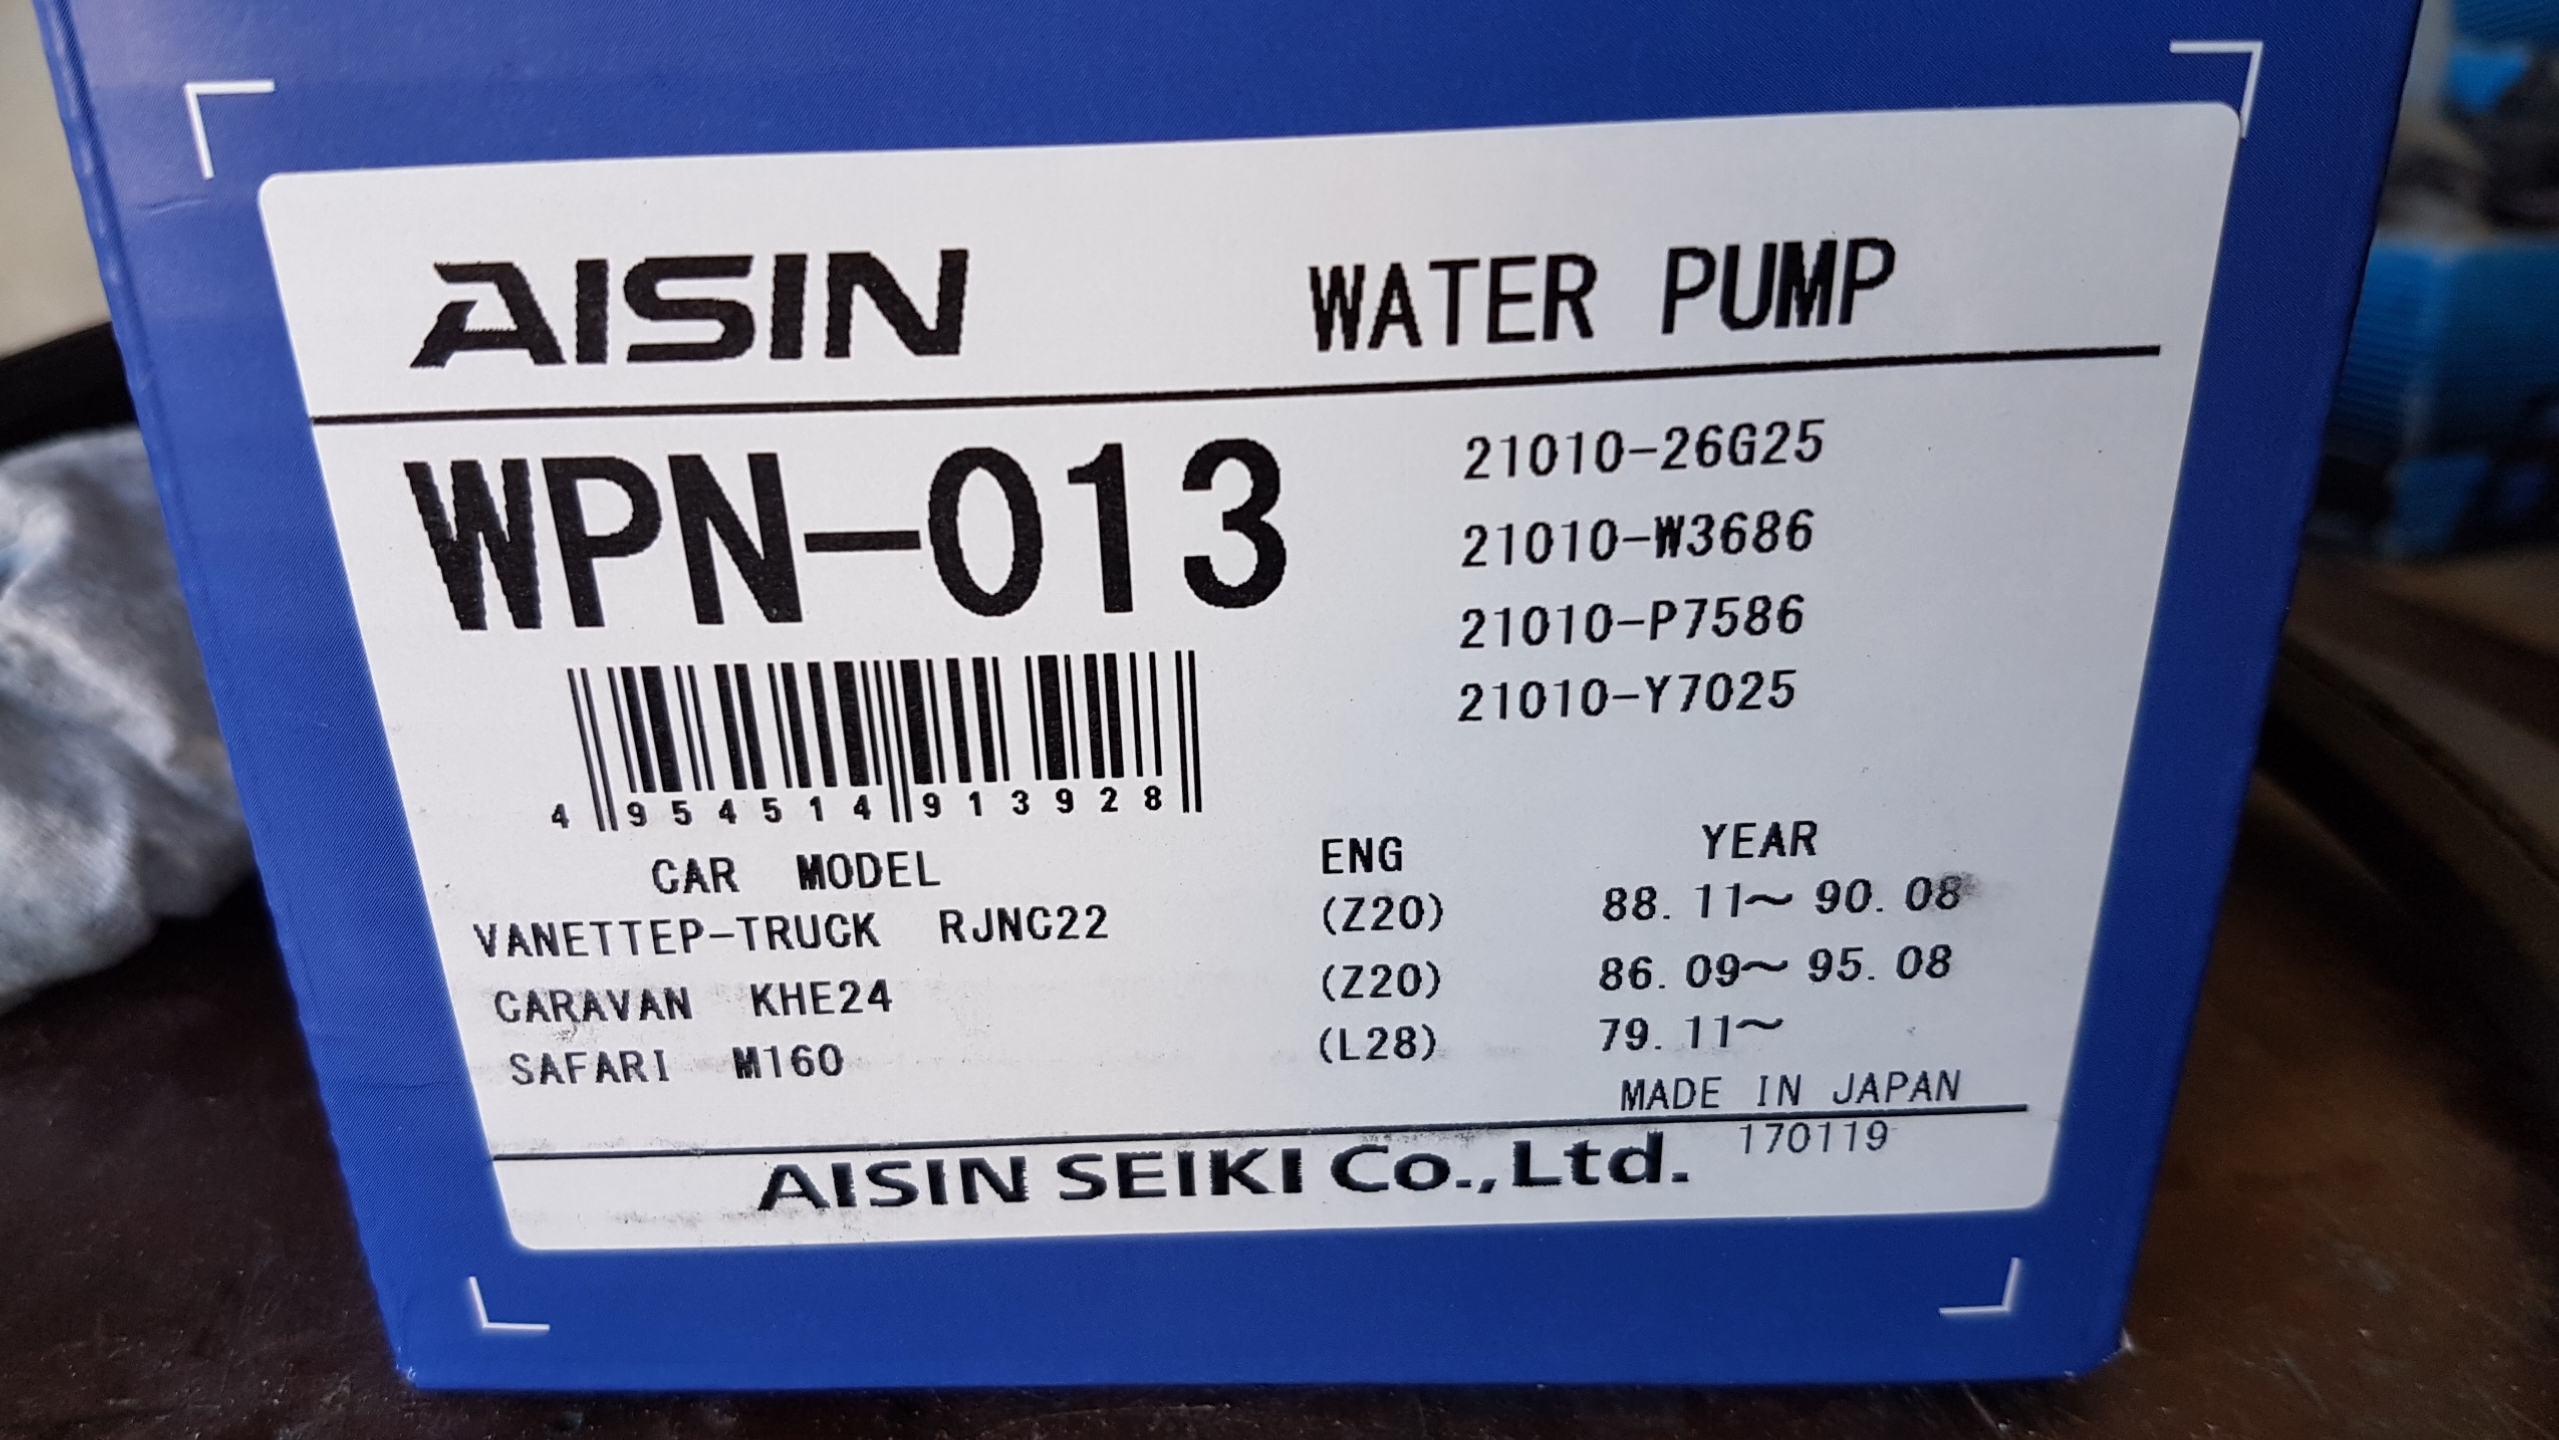 AISIN WATER PUMP
WPN-013
21010-26G25
21010-W3686
21010-P7586
21010-Y7025
4 954514 913928
CAR MODEL ENG YEAR
VANETTEP-TRUCK RJNC22 (Z20) 88. 11～ 90. 08
CARAVAN KHE24 (Z20) 86. 09～ 95. 08
SAFARI M160 (L28) 79. 11～
MADE IN JAPAN
AISIN SEIKI Co.,Ltd. 170119